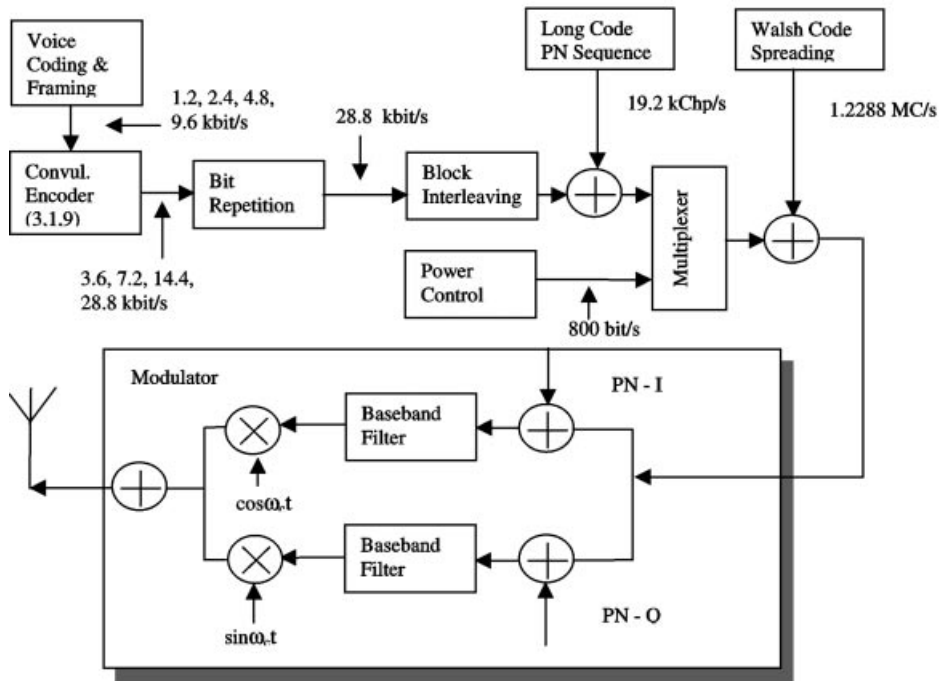 Voice
Coding &
Framing
Long Code
PN Sequence
Walsh Code
Spreading
1.2, 2.4, 4.8,
9.6 kbit/s
28.8 kbit/s
19.2 kChp/s
1.2288 MC/s
Convul.
Encoder
(3.1.9)
Bit
Repetition
Block
Interleaving
Multiplexer
3.6, 7.2, 14.4,
28.8 kbit/s
Power
Control
800 bit/s
Modulator
PN - I
Baseband
Filter
cosωct
Baseband
Filter
sinωct
PN - Q